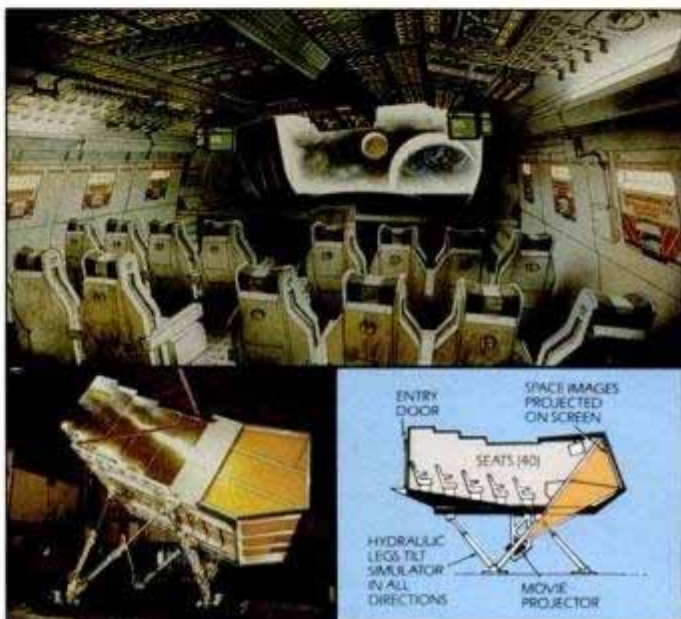 ENTRY
DOOR
SPACE IMAGES
PROJECTED
ON SCREEN
SEATS (40)
HYDRAULIC
LEGS TILT
SIMULATOR
IN ALL
DIRECTIONS
MOVIE
PROJECTOR